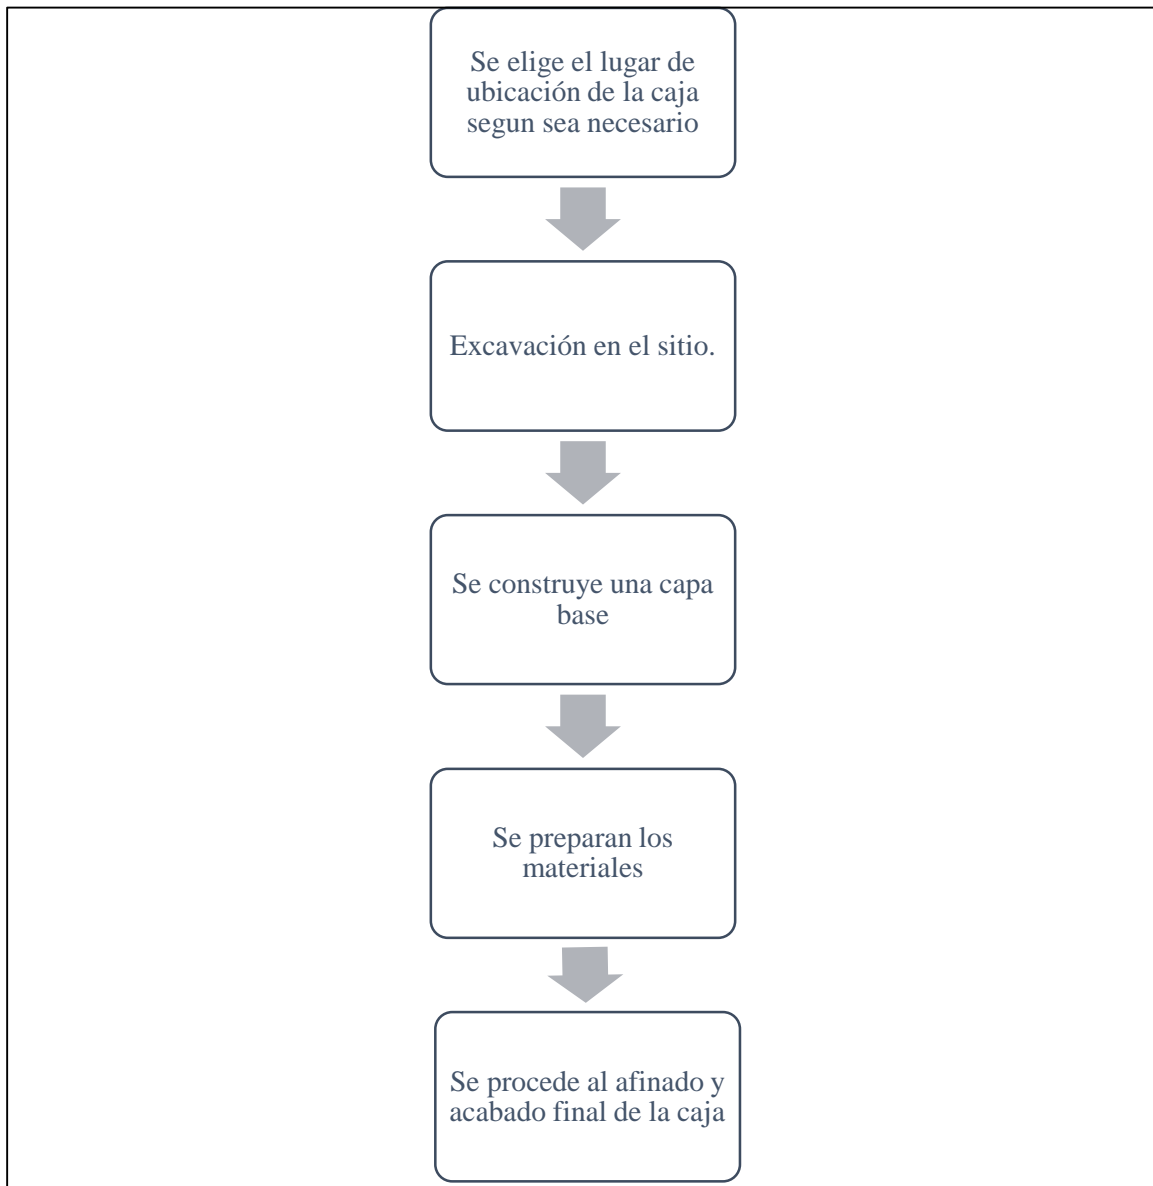 Se elige el lugar de
ubicación de la caja
segun sea necesario
Excavación en el sitio.
Se construye una capa
base
Se preparan los
materiales
Se procede al afinado y
acabado final de la caja